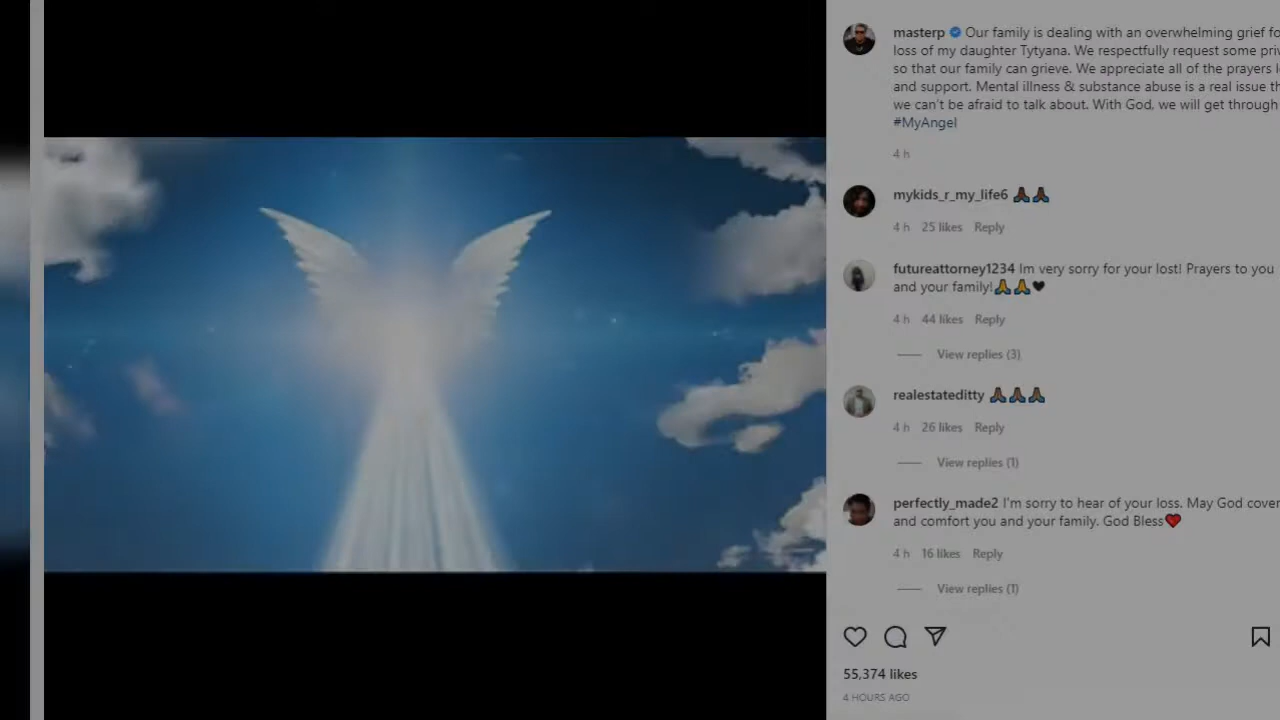 masterp Our family is dealing with an overwhelming grief fo
loss of my daughter Tytyana. We respectfully request some priv
so that our family can grieve. We appreciate all of the prayers l
and support. Mental illness & substance abuse is a real issue th
we can't be afraid to talk about. With God, we will get through
#MyAngel
4 h
mykids_r_my_life6 🙏🏾🙏🏾
4 h 25 likes Reply
futureattorney1234 Im very sorry for your lost! Prayers to you
and your family!🙏🙏🖤
4 h 44 likes Reply
View replies (3)
realestateditty 🙏🏾🙏🏾🙏🏾
4 h 26 likes Reply
View replies (1)
perfectly_made2 I'm sorry to hear of your loss. May God cover
and comfort you and your family. God Bless❤️
4 h 16 likes Reply
View replies (1)
55,374 likes
4 HOURS AGO